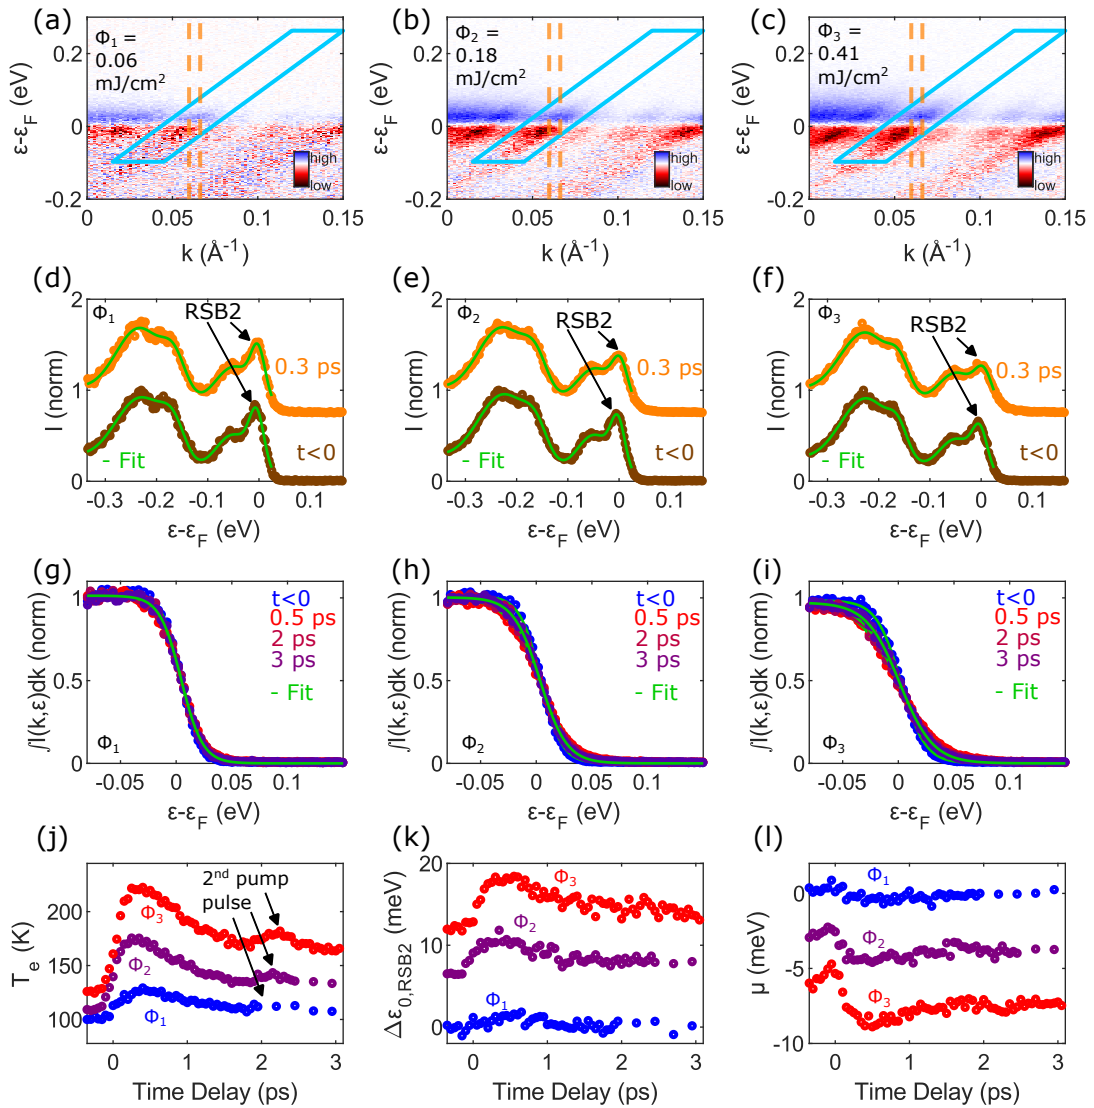 (a)
(b)
(c)
Φ1 =
0.06
mJ/cm²
Φ2 =
0.18
mJ/cm²
Φ3 =
0.41
mJ/cm²
high
low
high
low
high
low
ε-εF (eV)
ε-εF (eV)
ε-εF (eV)
0.2
0
-0.2
0.2
0
-0.2
0.2
0
-0.2
0 0.05 0.1 0.15
0 0.05 0.1 0.15
0 0.05 0.1 0.15
k (Å⁻¹)
k (Å⁻¹)
k (Å⁻¹)
(d)
(e)
(f)
Φ1
RSB2
0.3 ps
- Fit
t<0
Φ2
RSB2
0.3 ps
- Fit
t<0
Φ3
RSB2
0.3 ps
- Fit
t<0
I (norm)
I (norm)
I (norm)
2
1
0
2
1
0
2
1
0
-0.3 -0.2 -0.1 0 0.1
-0.3 -0.2 -0.1 0 0.1
-0.3 -0.2 -0.1 0 0.1
ε-εF (eV)
ε-εF (eV)
ε-εF (eV)
(g)
(h)
(i)
t<0
0.5 ps
2 ps
3 ps
- Fit
Φ1
t<0
0.5 ps
2 ps
3 ps
- Fit
Φ2
t<0
0.5 ps
2 ps
3 ps
- Fit
Φ3
∫I(k,ε)dk (norm)
∫I(k,ε)dk (norm)
∫I(k,ε)dk (norm)
1
0.5
0
1
0.5
0
1
0.5
0
-0.05 0 0.05 0.1
-0.05 0 0.05 0.1
-0.05 0 0.05 0.1
ε-εF (eV)
ε-εF (eV)
ε-εF (eV)
(j)
(k)
(l)
2nd pump
pulse
Φ3
Φ2
Φ1
Te (K)
200
150
100
0 1 2 3
Time Delay (ps)
Φ3
Φ2
Φ1
Δε0,RSB2 (meV)
20
10
0
0 1 2 3
Time Delay (ps)
Φ1
Φ2
Φ3
μ (meV)
0
-5
-10
0 1 2 3
Time Delay (ps)